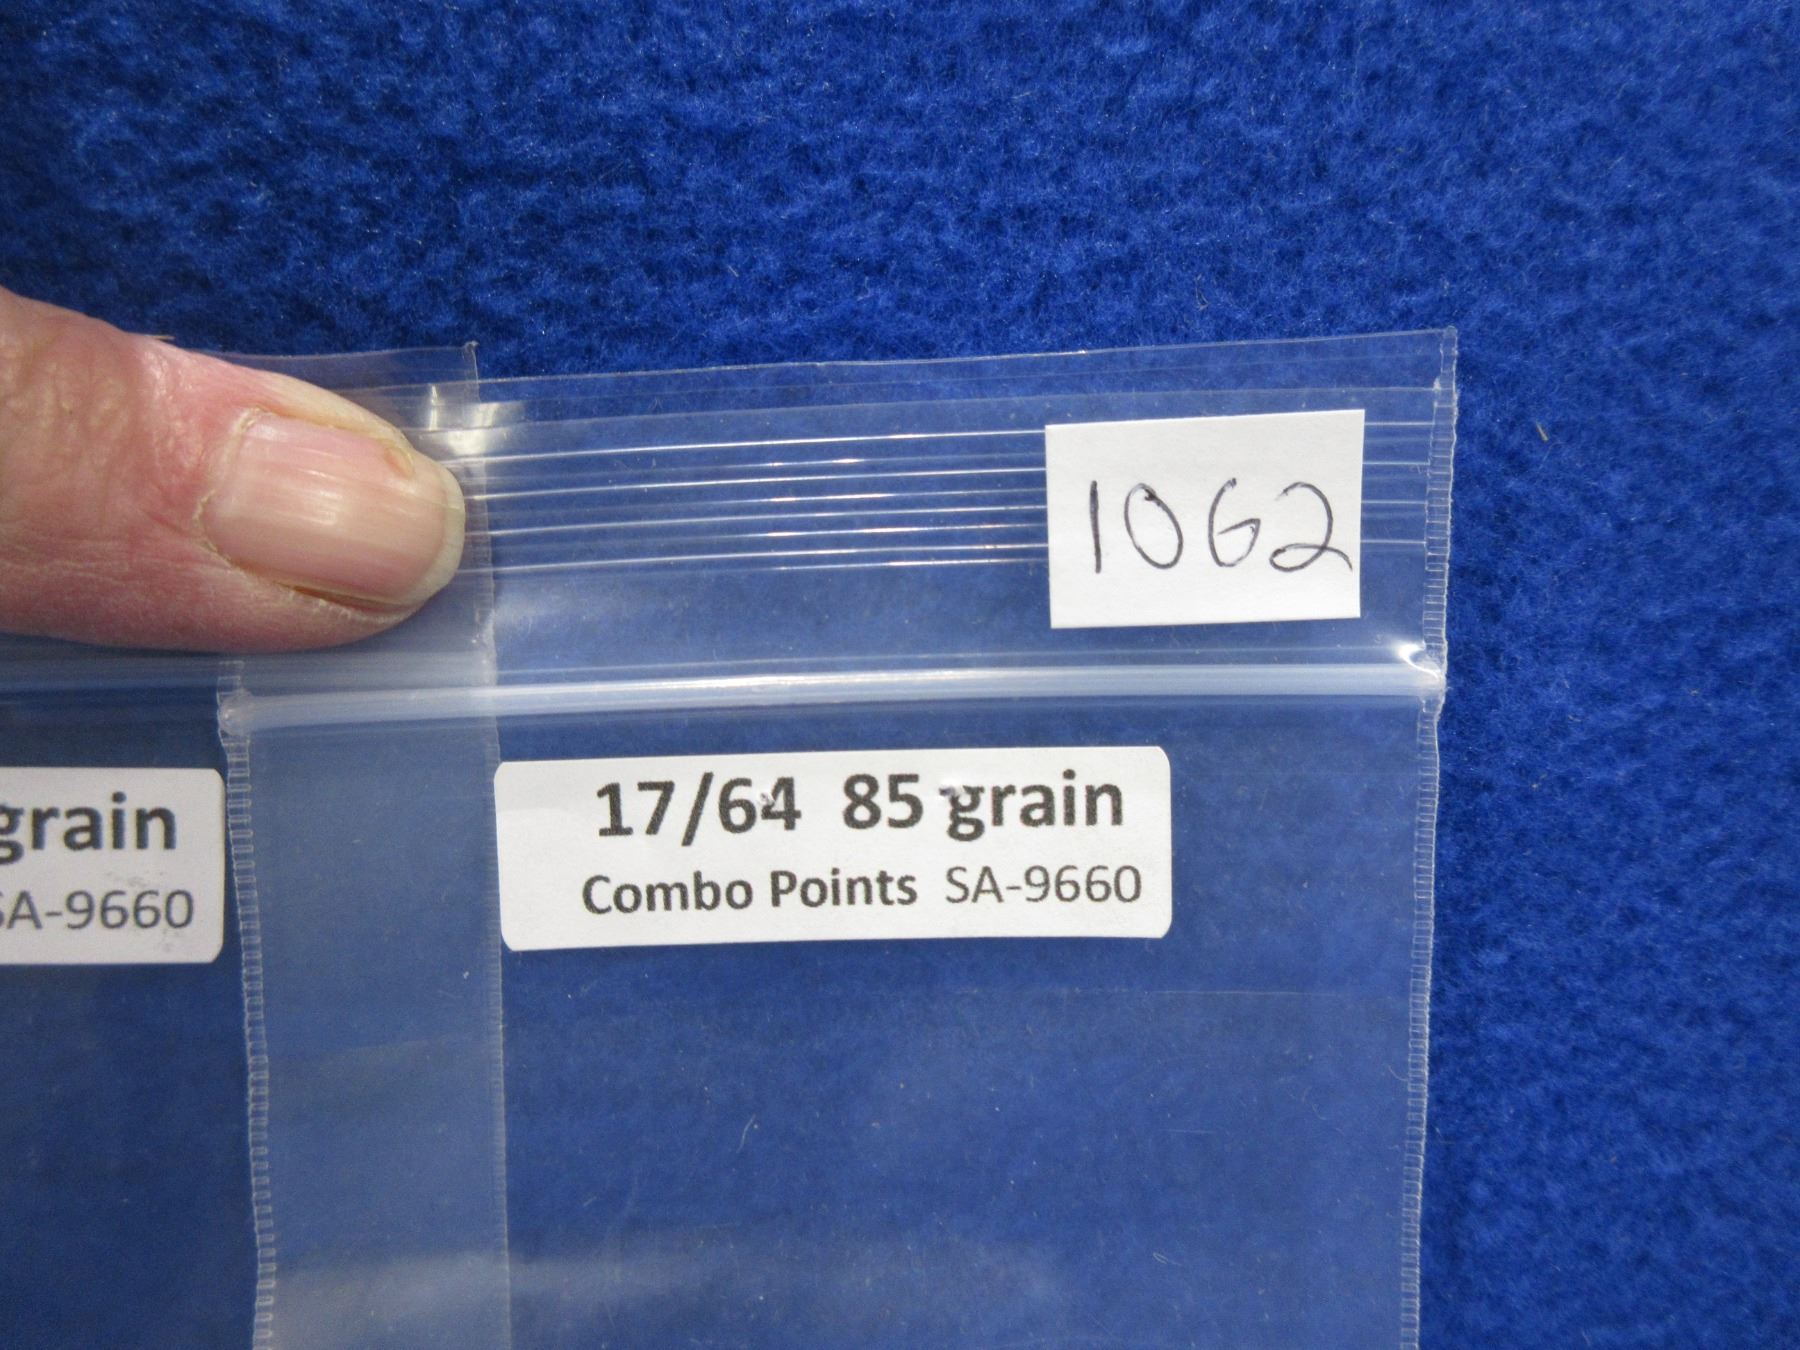 1062
17/64 85 grain
Combo Points SA-9660
grain
SA-9660